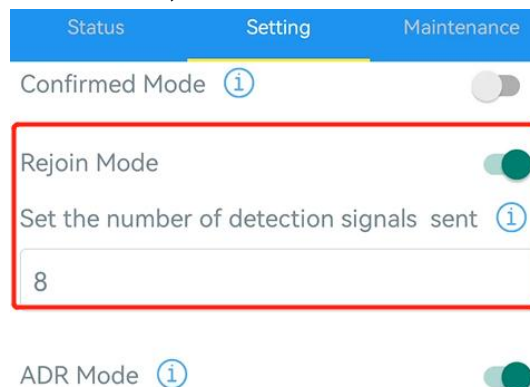 Status Setting Maintenance
Confirmed Mode i
Rejoin Mode
Set the number of detection signals sent i
8
ADR Mode i